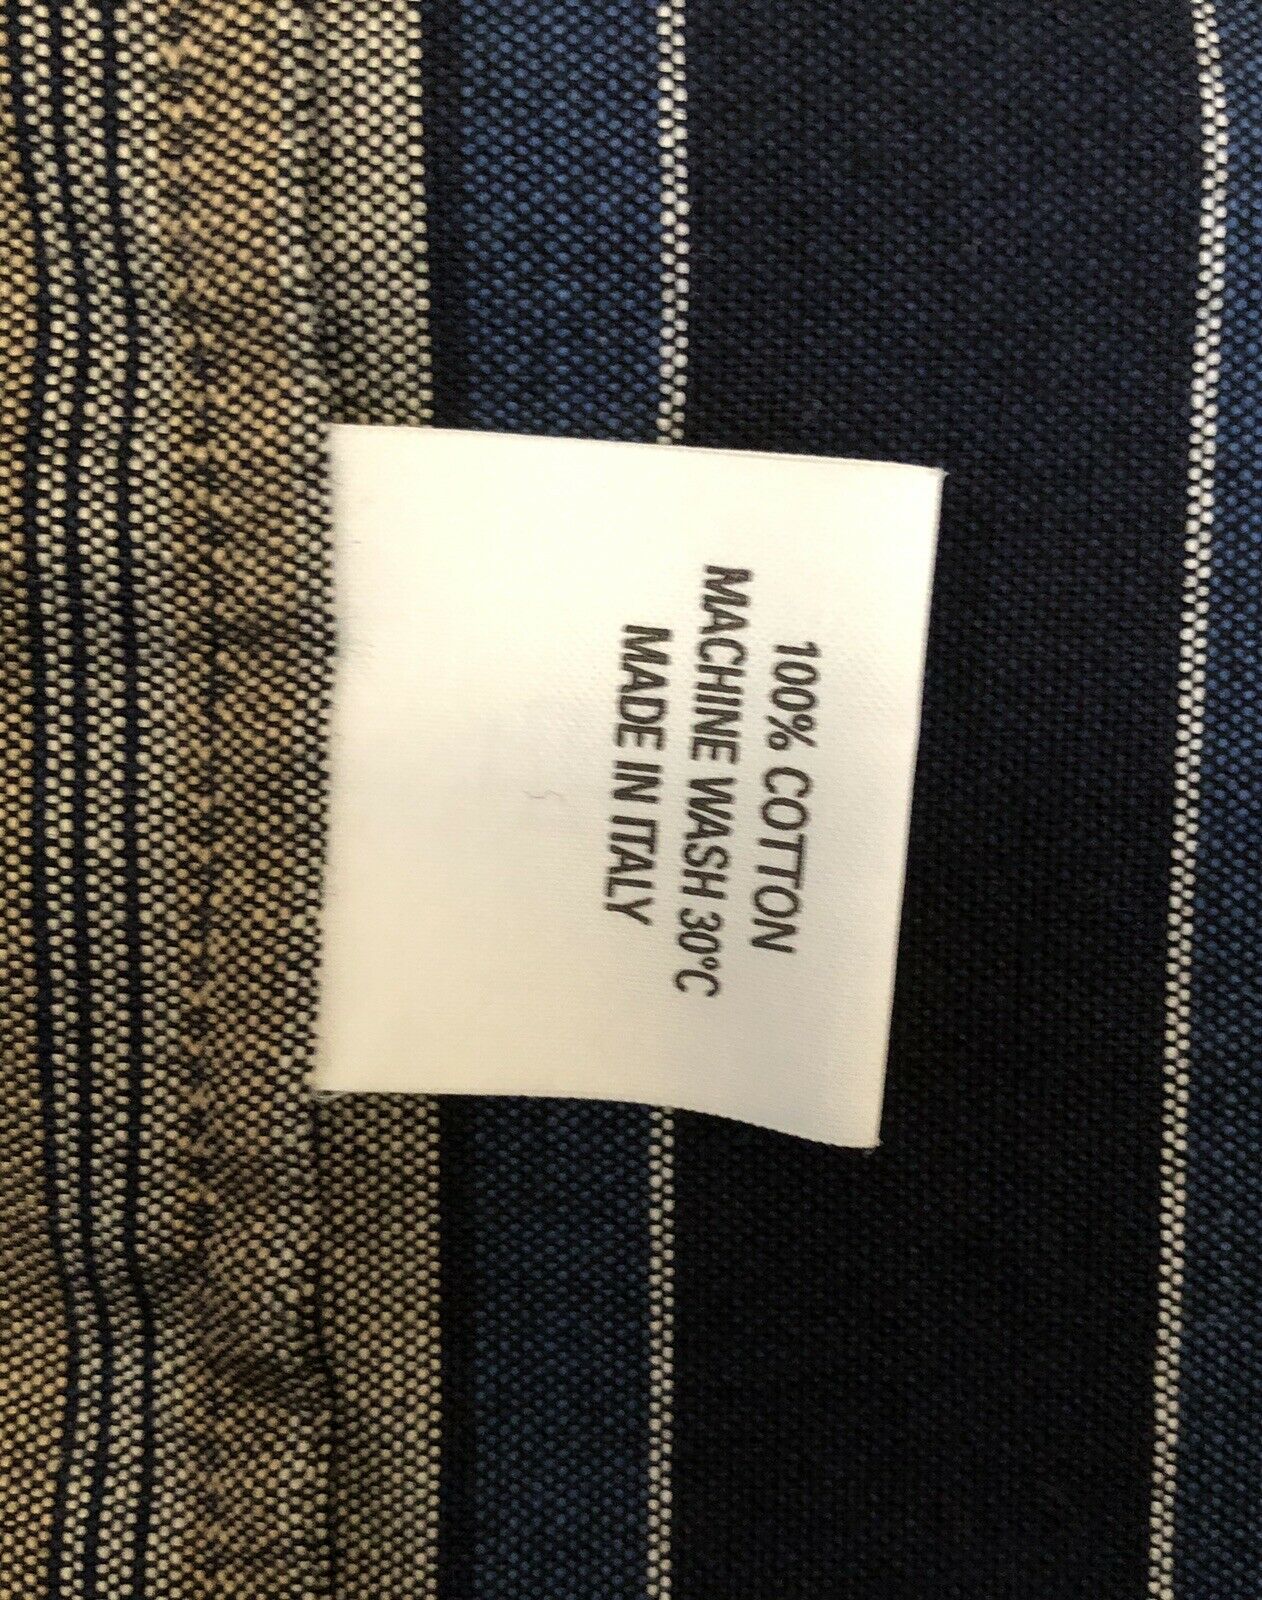 100% COTTON
MACHINE WASH 30°C
MADE IN ITALY